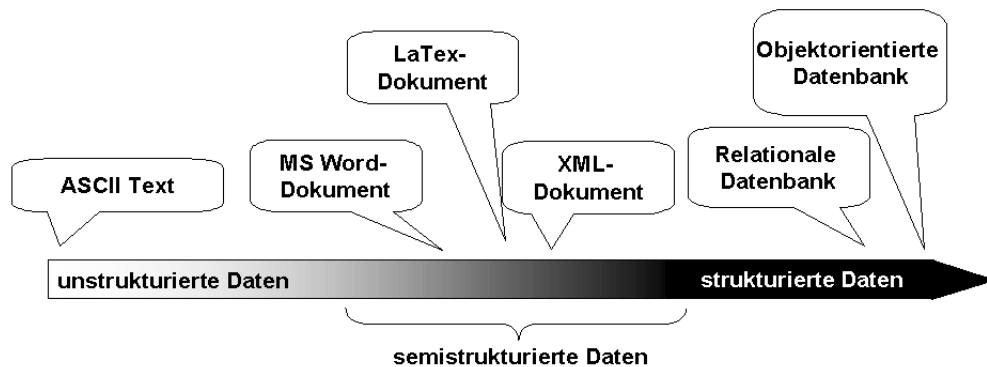 LaTex-
Dokument
Objektorientierte
Datenbank
ASCII Text
MS Word-
Dokument
XML-
Dokument
Relationale
Datenbank
unstrukturierte Daten
strukturierte Daten
semistrukturierte Daten